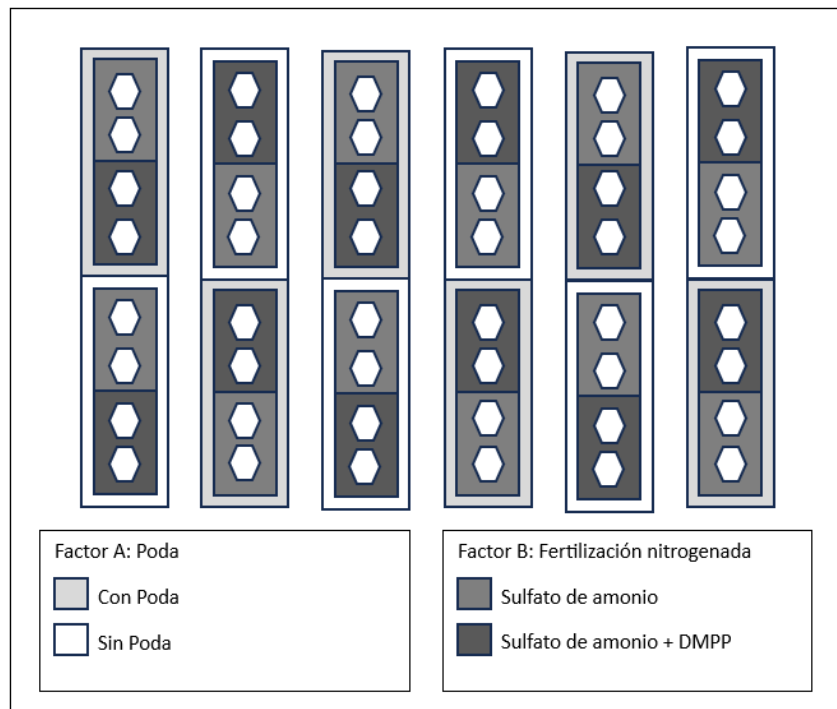 Factor A: Poda
Con Poda
Sin Poda
Factor B: Fertilización nitrogenada
Sulfato de amonio
Sulfato de amonio + DMPP